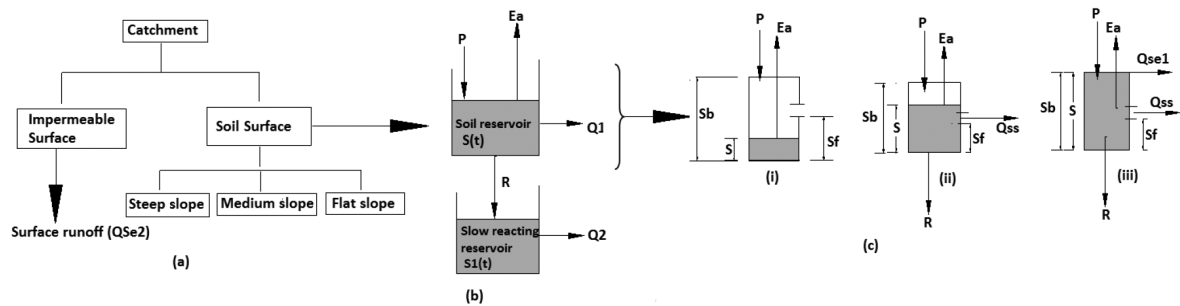 Catchment
Impermeable
Surface
Soil Surface
Steep slope
Medium slope
Flat slope
Surface runoff (QSe2)
(a)
Ea
P
Soil reservoir
S(t)
Q1
R
Slow reacting
reservoir
S1(t)
Q2
(b)
P
Ea
Sb
S
Sf
(i)
P
Ea
Sb
S
Sf
Qss
(ii)
R
P
Ea
Qse1
Qss
Sb
S
Sf
(iii)
R
(c)